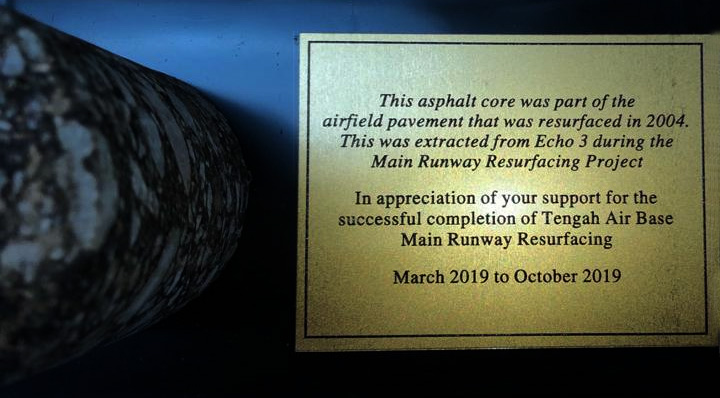 This asphalt core was part of the
airfield pavement that was resurfaced in 2004.
This was extracted from Echo 3 during the
Main Runway Resurfacing Project
In appreciation of your support for the
successful completion of Tengah Air Base
Main Runway Resurfacing
March 2019 to October 2019